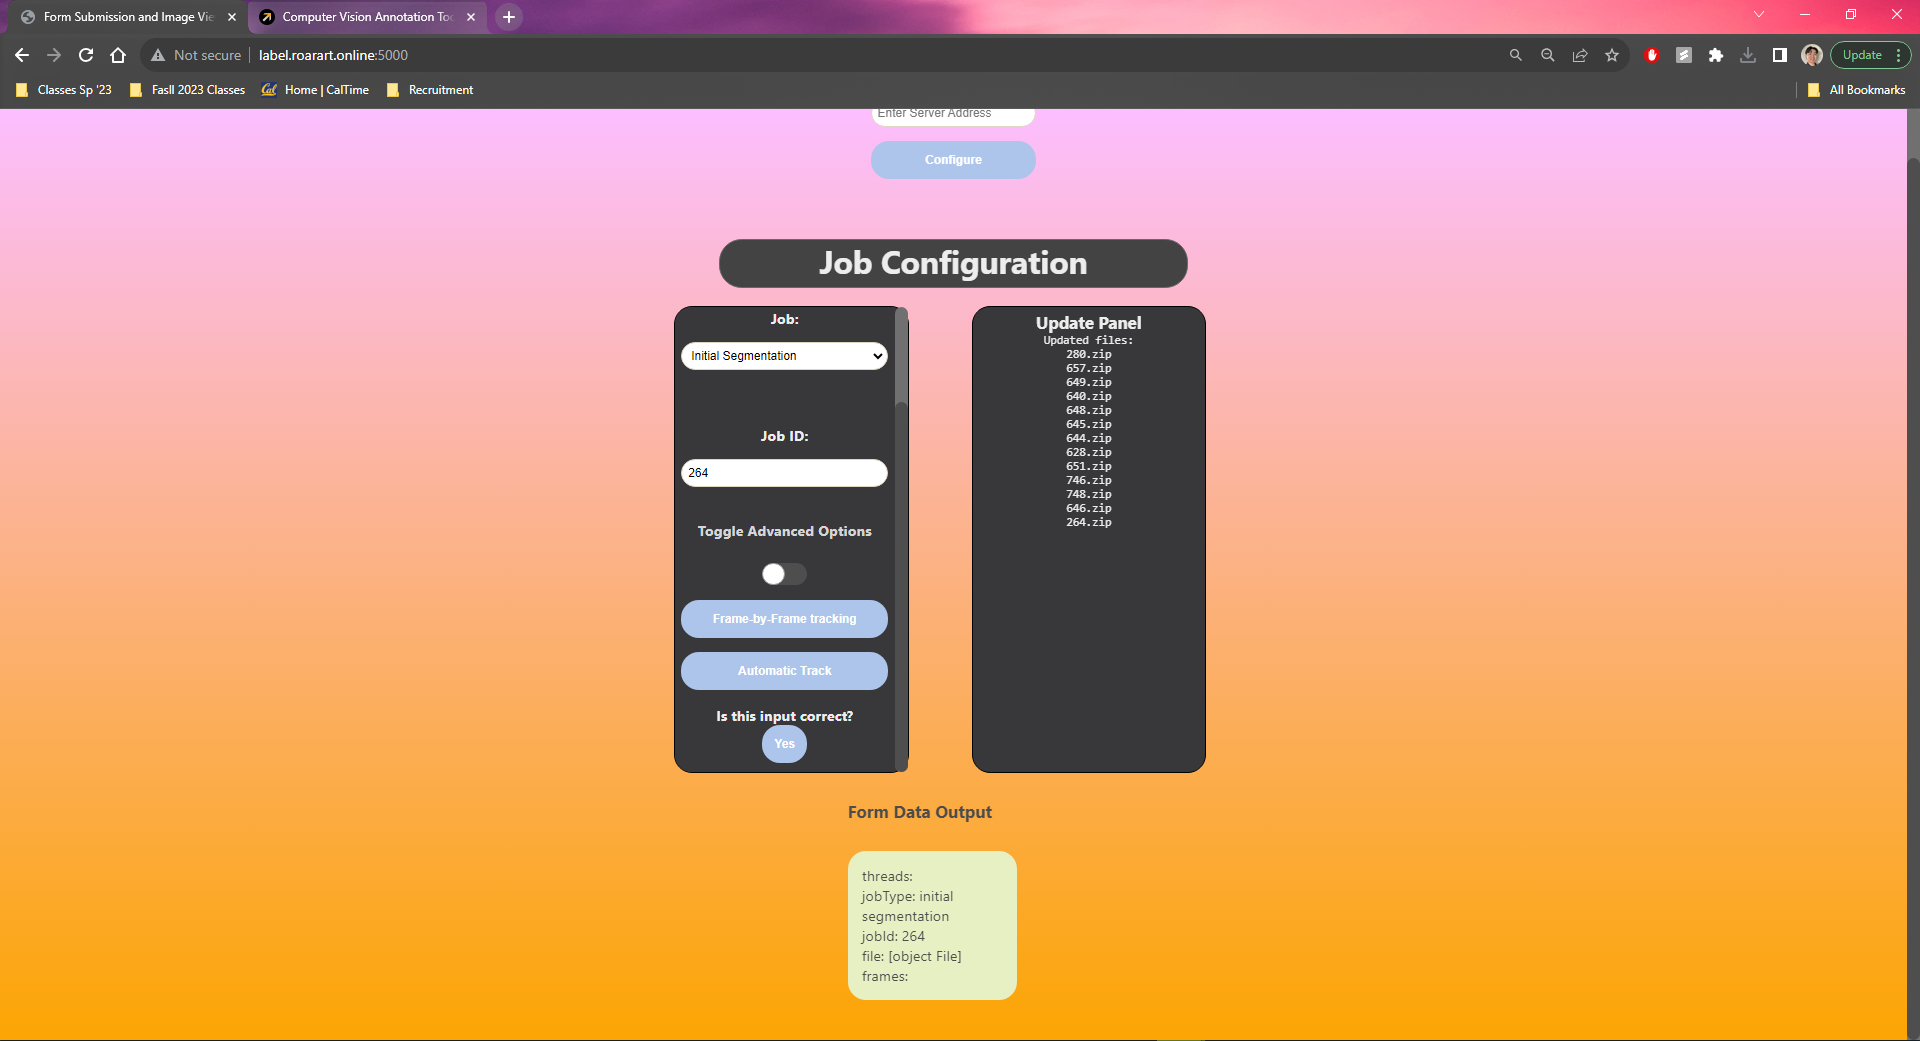 Form Submission and Image Vie
Computer Vision Annotation Too
Not secure
label.roarart.online:5000
Update
Classes Sp '23
Fasll 2023 Classes
Cal
Home | CalTime
Recruitment
All Bookmarks
Enter Server Address
Configure
Job Configuration
Job:
Initial Segmentation
Job ID:
264
Toggle Advanced Options
Frame-by-Frame tracking
Automatic Track
Is this input correct?
Yes
Update Panel
Updated files:
280.zip
657.zip
649.zip
640.zip
648.zip
645.zip
644.zip
628.zip
651.zip
746.zip
748.zip
646.zip
264.zip
Form Data Output
threads:
jobType: initial
segmentation
jobId: 264
file: [object File]
frames: